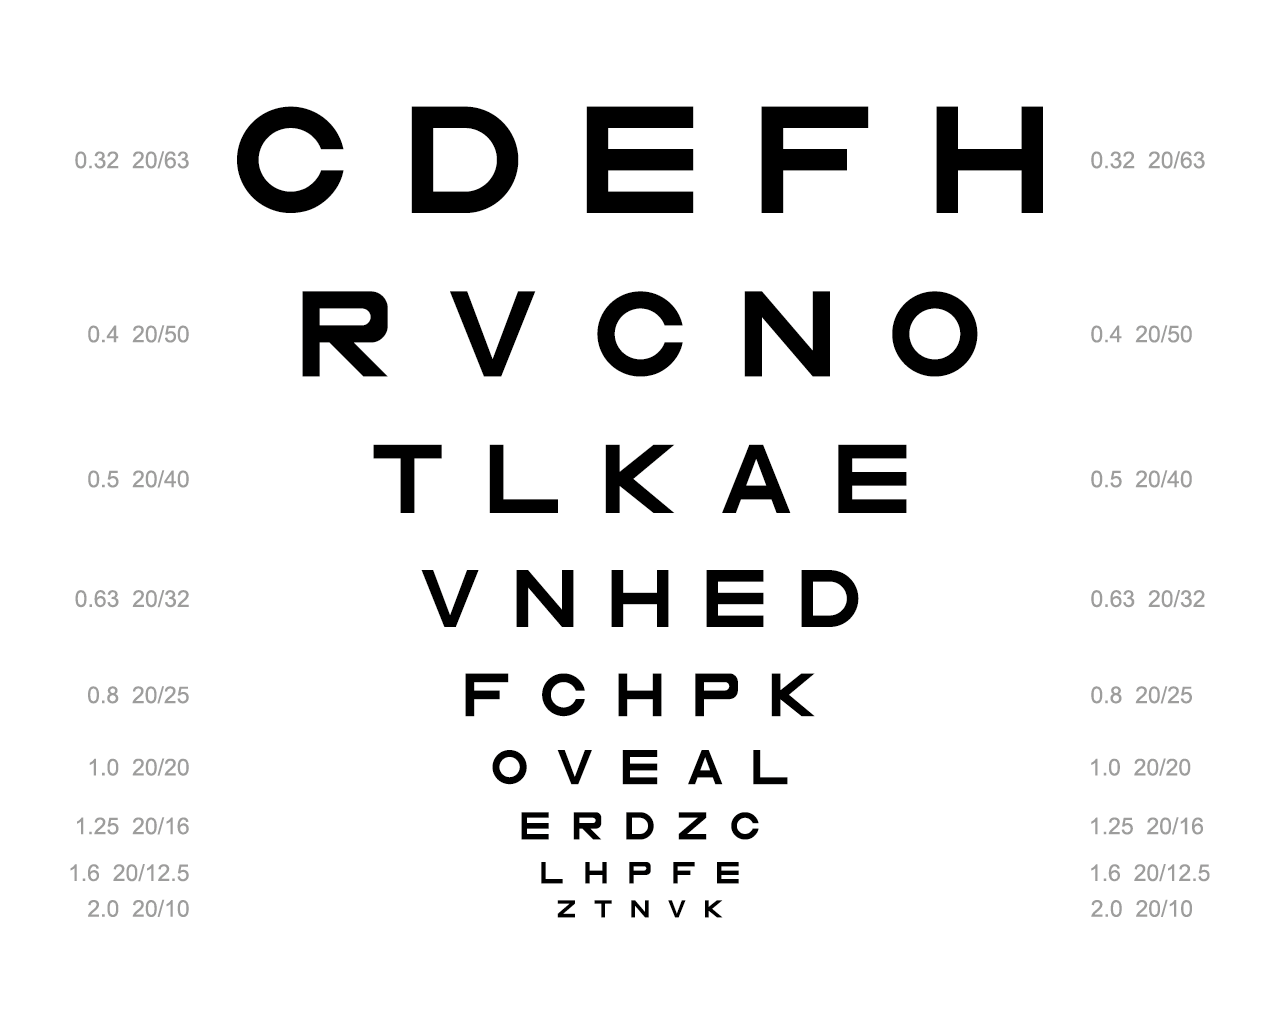 0.32 20/63 C D E F H 0.32 20/63
0.4 20/50 R V C N O 0.4 20/50
0.5 20/40 T L K A E 0.5 20/40
0.63 20/32 V N H E D 0.63 20/32
0.8 20/25 F C H P K 0.8 20/25
1.0 20/20 O V E A L 1.0 20/20
1.25 20/16 E R D Z C 1.25 20/16
1.6 20/12.5 L H P F E 1.6 20/12.5
2.0 20/10 Z T N V K 2.0 20/10